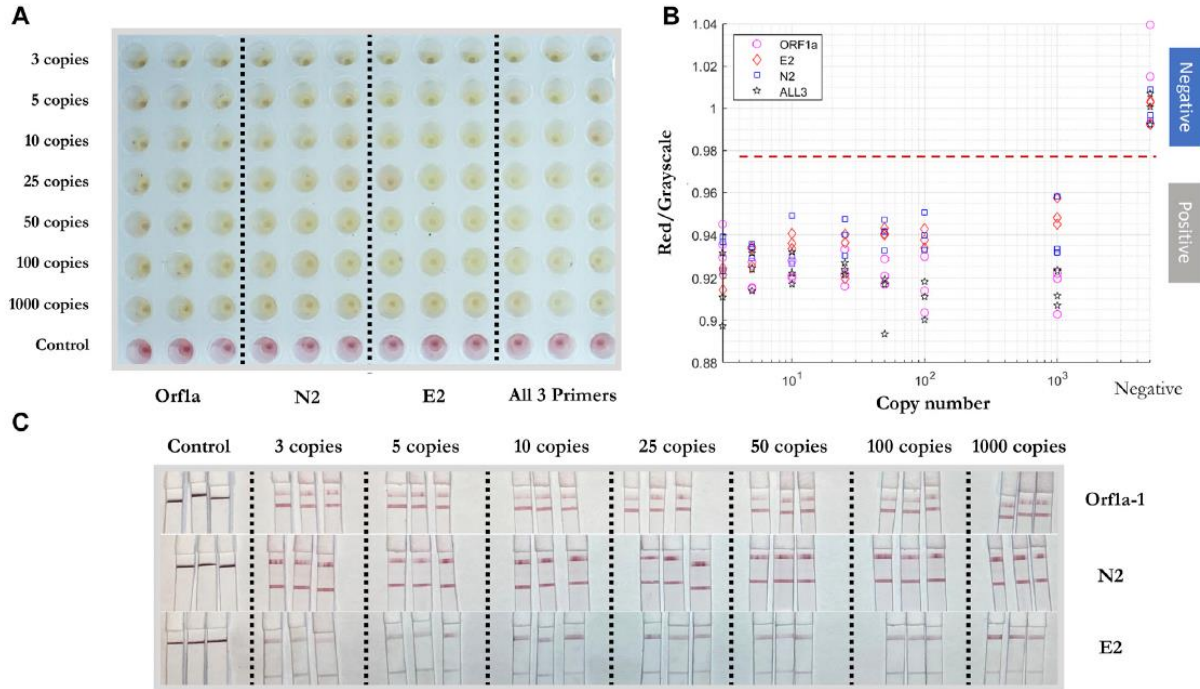 A
3 copies
5 copies
10 copies
25 copies
50 copies
100 copies
1000 copies
Control
Orf1a
N2
E2
All 3 Primers
B
1.04
1.02
1
0.98
0.96
0.94
0.92
0.9
0.88
Red/Grayscale
ORF1a
E2
N2
ALL3
10¹
10²
10³
Negative
Copy number
Negative
Positive
C
Control 3 copies 5 copies 10 copies 25 copies 50 copies 100 copies 1000 copies
Orf1a-1
N2
E2